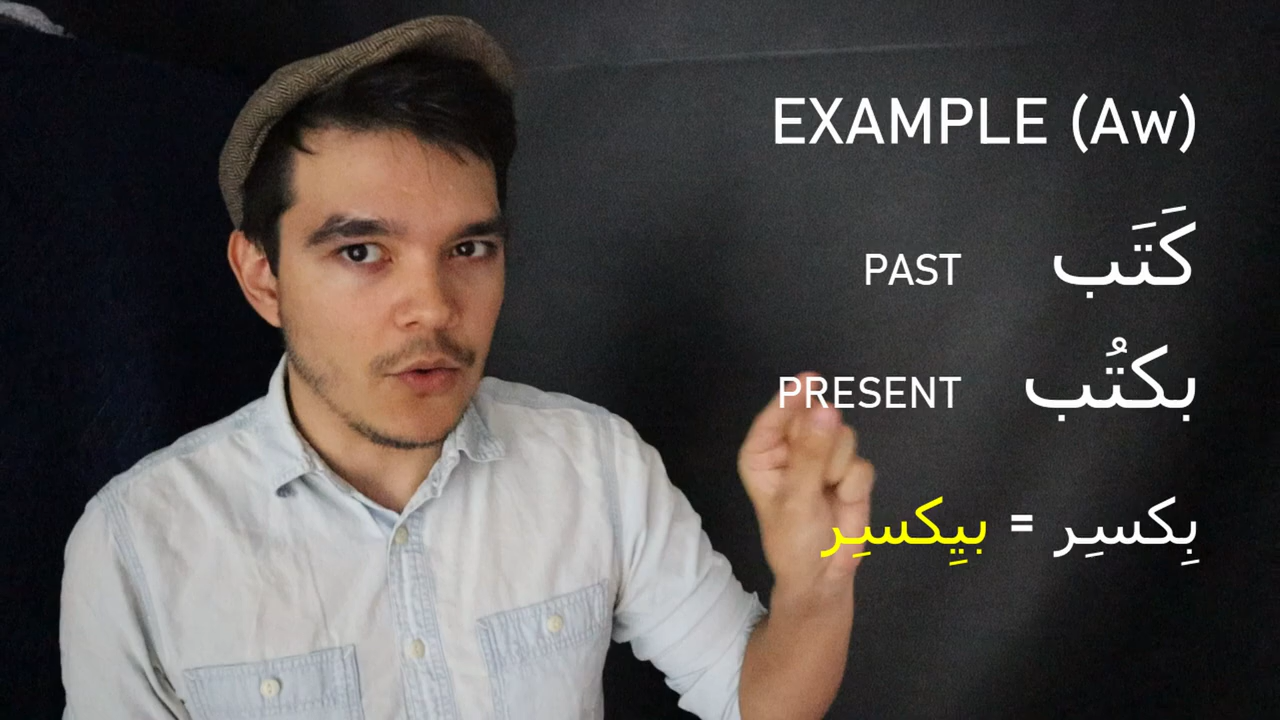 EXAMPLE (Aw)
PAST كَتَب
PRESENT بكتُب
بِكسِر = بيِكسِر